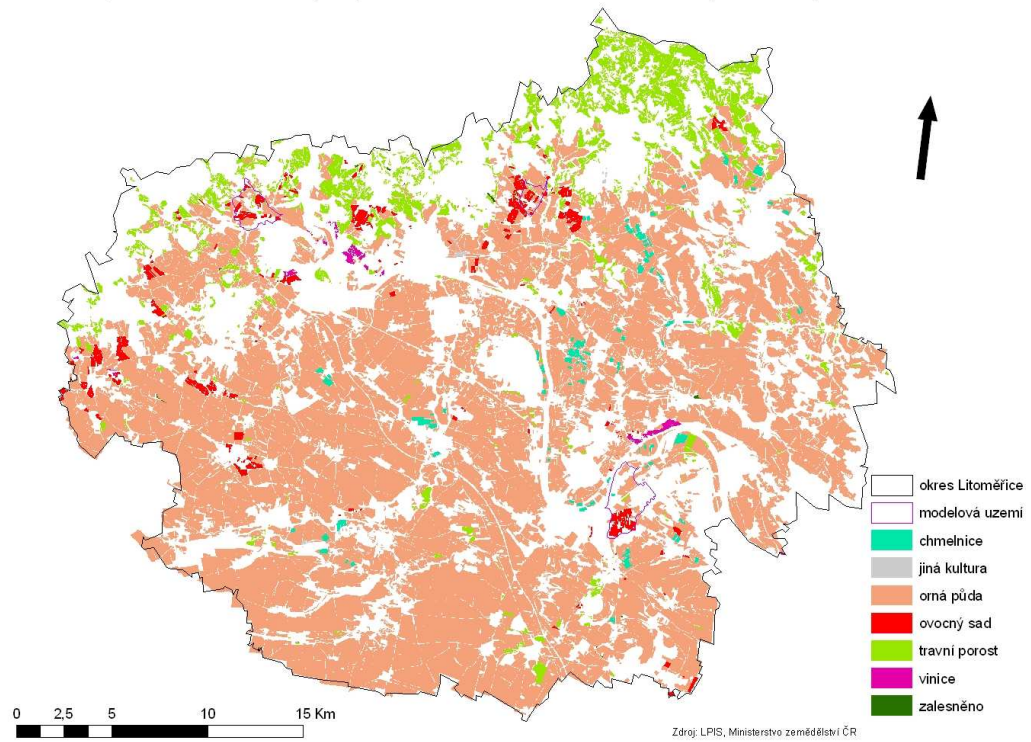 okres Litoměřice
modelová uzemí
chmelnice
jiná kultura
orná půda
ovocný sad
travní porost
vinice
zalesněno
0 2,5 5 10 15 Km
Zdroj: LPIS, Ministerstvo zemědělství ČR